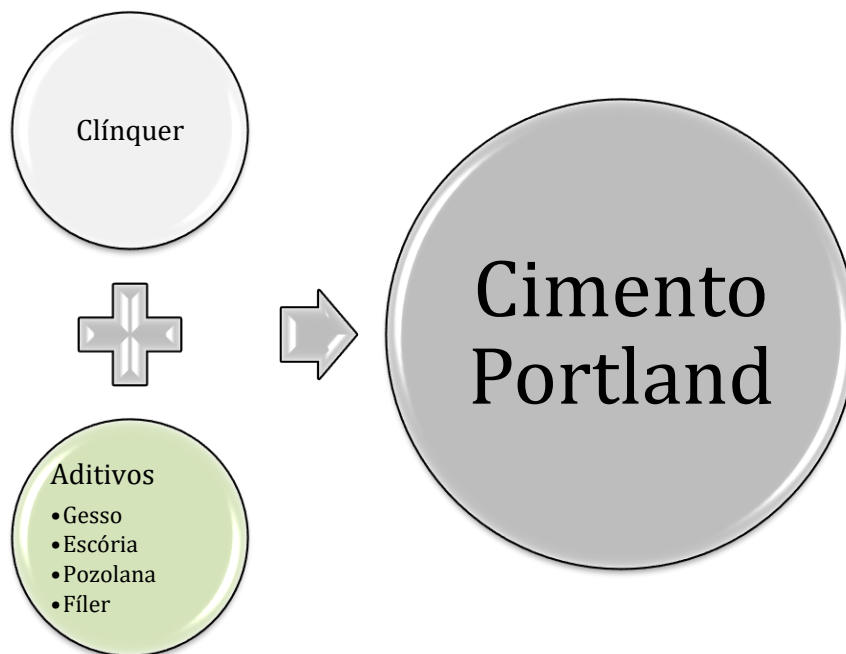 Clínquer
Aditivos
•Gesso
•Escória
•Pozolana
•Fíler
Cimento
Portland